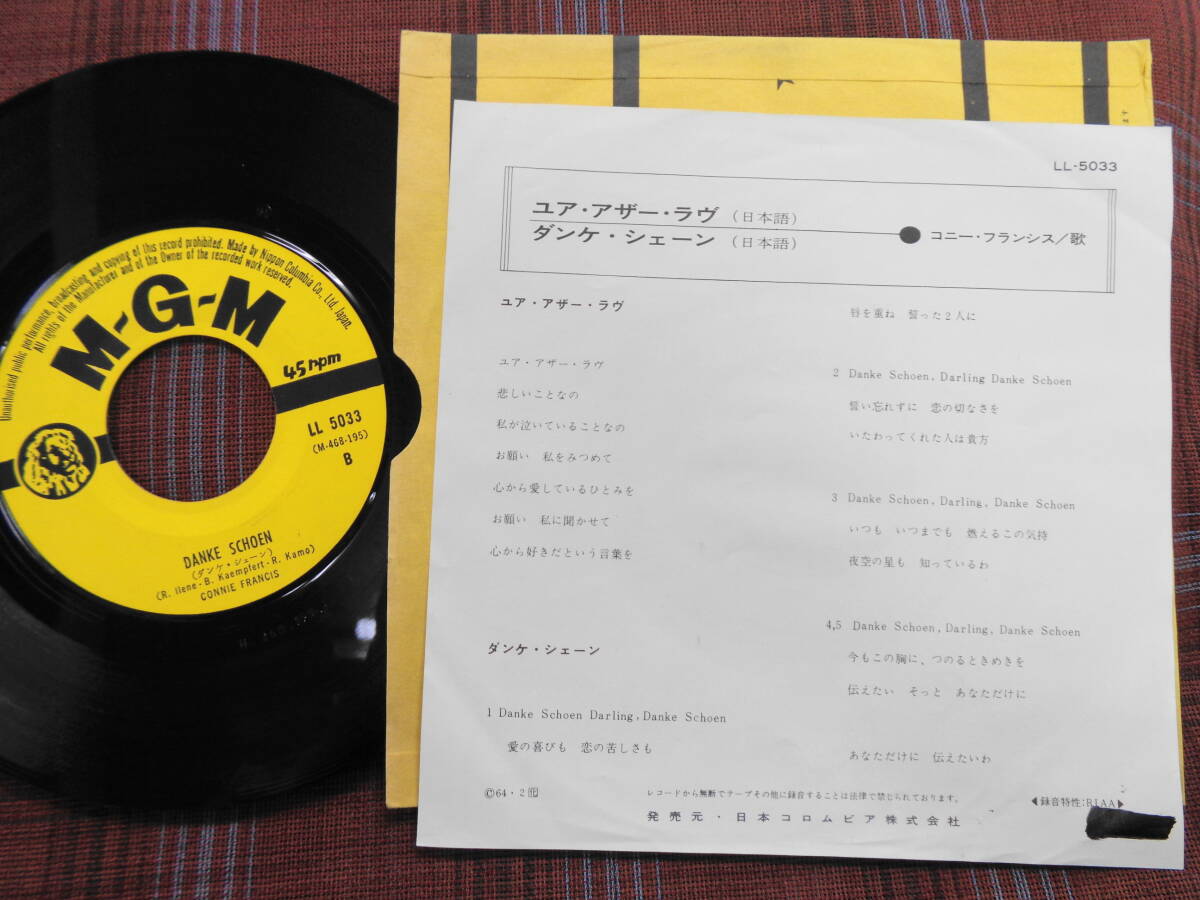 Unauthorised public performance, broadcasting and copying of this record prohibited. Made by Nippon Columbia Co., Ltd. Japan.
All rights of the Manufacturer and of the Owner of the recorded work reserved.
M-G-M
45 rpm
LL 5033
(M-468-195)
B
DANKE SCHOEN
(ダンケ・シェーン)
(R. Ilene-B. Kaempfert-R. Kamo)
CONNIE FRANCIS
LL-5033
ユア・アザー・ラヴ (日本語)
ダンケ・シェーン (日本語)
コニー・フランシス／歌
ユア・アザー・ラヴ
ユア・アザー・ラヴ
悲しいことなの
私が泣いていることなの
お願い 私をみつめて
心から愛しているひとみを
お願い 私に聞かせて
心から好きだという言葉を
ダンケ・シェーン
1 Danke Schoen Darling, Danke Schoen
愛の喜びも 恋の苦しさも
唇を重ね 誓った2人に
2 Danke Schoen, Darling Danke Schoen
誓い忘れずに 恋の切なさを
いたわってくれた人は貴方
3 Danke Schoen, Darling, Danke Schoen
いつも いつまでも 燃えるこの気持
夜空の星も 知っているわ
4,5 Danke Schoen, Darling, Danke Schoen
今もこの胸に、つのるときめきを
伝えたい そっと あなただけに
あなただけに 伝えたいわ
Ⓒ64・2
レコードから無断でテープその他に録音することは法律で禁じられております。
◀録音特性:RIAA▶
発売元・日本コロムビア株式会社